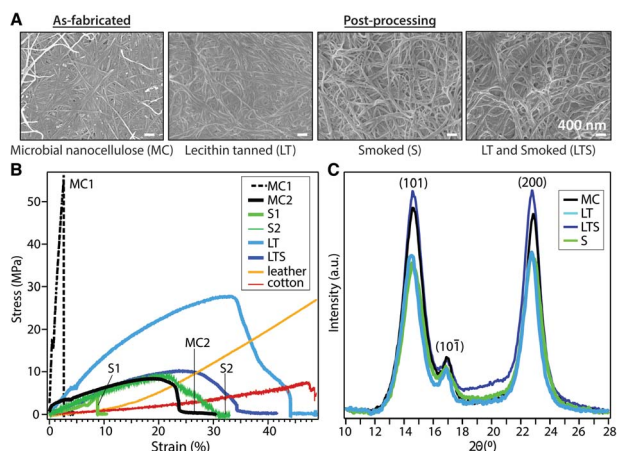 A
As-fabricated
Post-processing
400 nm
Microbial nanocellulose (MC)
Lecithin tanned (LT)
Smoked (S)
LT and Smoked (LTS)
B
MC1
MC1
MC2
S1
S2
LT
LTS
leather
cotton
MC2
S1
S2
50
40
30
20
10
0
Stress (MPa)
0
10
20
30
40
Strain (%)
C
(101)
(200)
(101̅)
MC
LT
LTS
S
Intensity (a.u.)
10
12
14
16
18
20
22
24
26
28
2Θ(º)